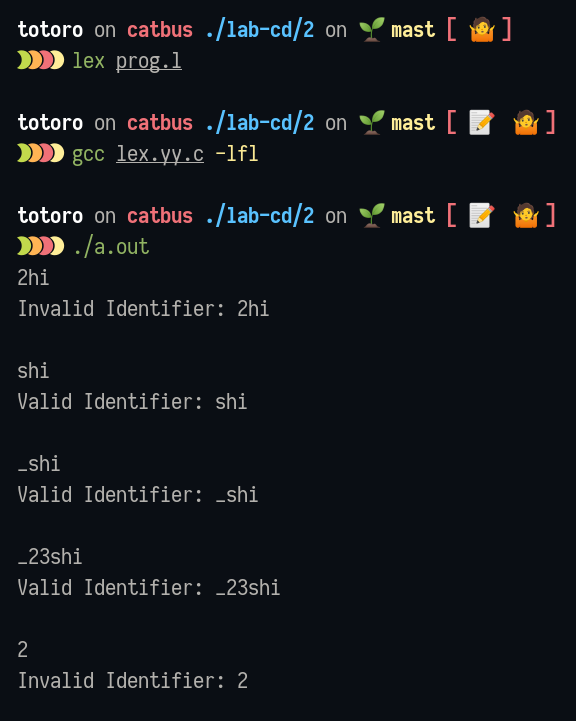 totoro on catbus ./lab-cd/2 on 🌱 mast [ 🤷 ]
lex prog.l
totoro on catbus ./lab-cd/2 on 🌱 mast [ 📝 🤷 ]
gcc lex.yy.c -lfl
totoro on catbus ./lab-cd/2 on 🌱 mast [ 📝 🤷 ]
./a.out
2hi
Invalid Identifier: 2hi
shi
Valid Identifier: shi
_shi
Valid Identifier: _shi
_23shi
Valid Identifier: _23shi
2
Invalid Identifier: 2